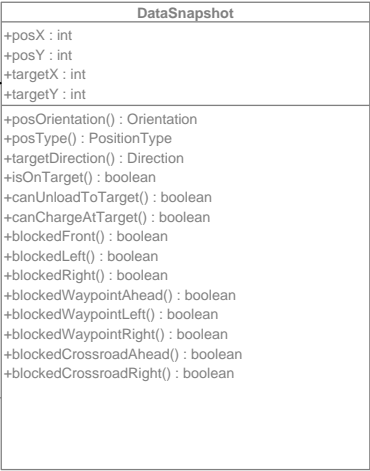 DataSnapshot
+posX : int
+posY : int
+targetX : int
+targetY : int
+posOrientation() : Orientation
+posType() : PositionType
+targetDirection() : Direction
+isOnTarget() : boolean
+canUnloadToTarget() : boolean
+canChargeAtTarget() : boolean
+blockedFront() : boolean
+blockedLeft() : boolean
+blockedRight() : boolean
+blockedWaypointAhead() : boolean
+blockedWaypointLeft() : boolean
+blockedWaypointRight() : boolean
+blockedCrossroadAhead() : boolean
+blockedCrossroadRight() : boolean